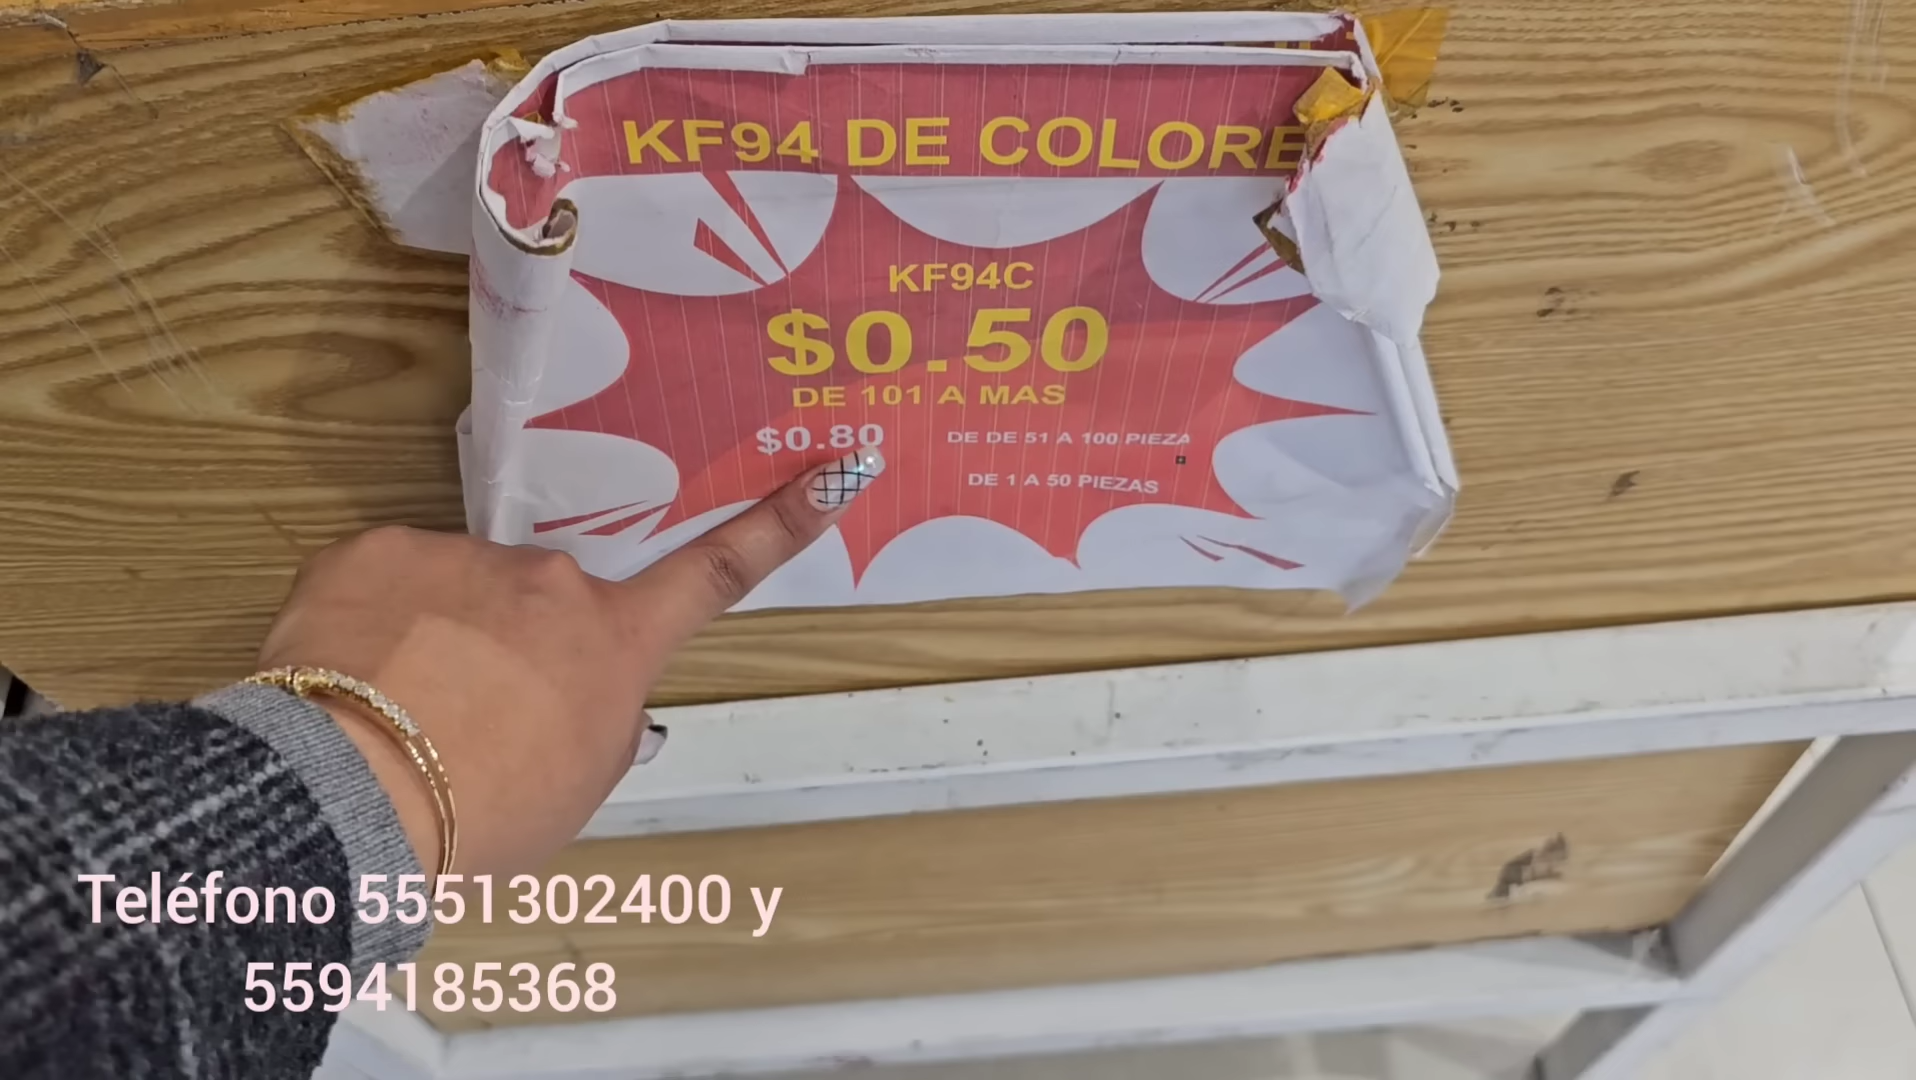 KF94 DE COLORE
KF94C
$0.50
DE 101 A MAS
$0.80 DE DE 51 A 100 PIEZA
DE 1 A 50 PIEZAS
Teléfono 5551302400 y
5594185368